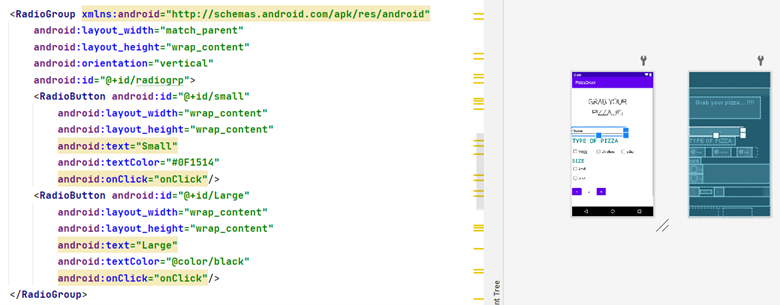 <RadioGroup xmlns:android="http://schemas.android.com/apk/res/android"
android:layout_width="match_parent"
android:layout_height="wrap_content"
android:orientation="vertical"
android:id="@+id/radiogrp">
<RadioButton android:id="@+id/small"
android:layout_width="wrap_content"
android:layout_height="wrap_content"
android:text="Small"
android:textColor="#0F1514"
android:onClick="onClick"/>
<RadioButton android:id="@+id/Large"
android:layout_width="wrap_content"
android:layout_height="wrap_content"
android:text="Large"
android:textColor="@color/black"
android:onClick="onClick"/>
</RadioGroup>
nt Tree
GRAB YOUR
PIZZA..!!!
TYPE OF PIZZA
SIZE
Grab your pizza...!!!!
TYPE OF PIZZA